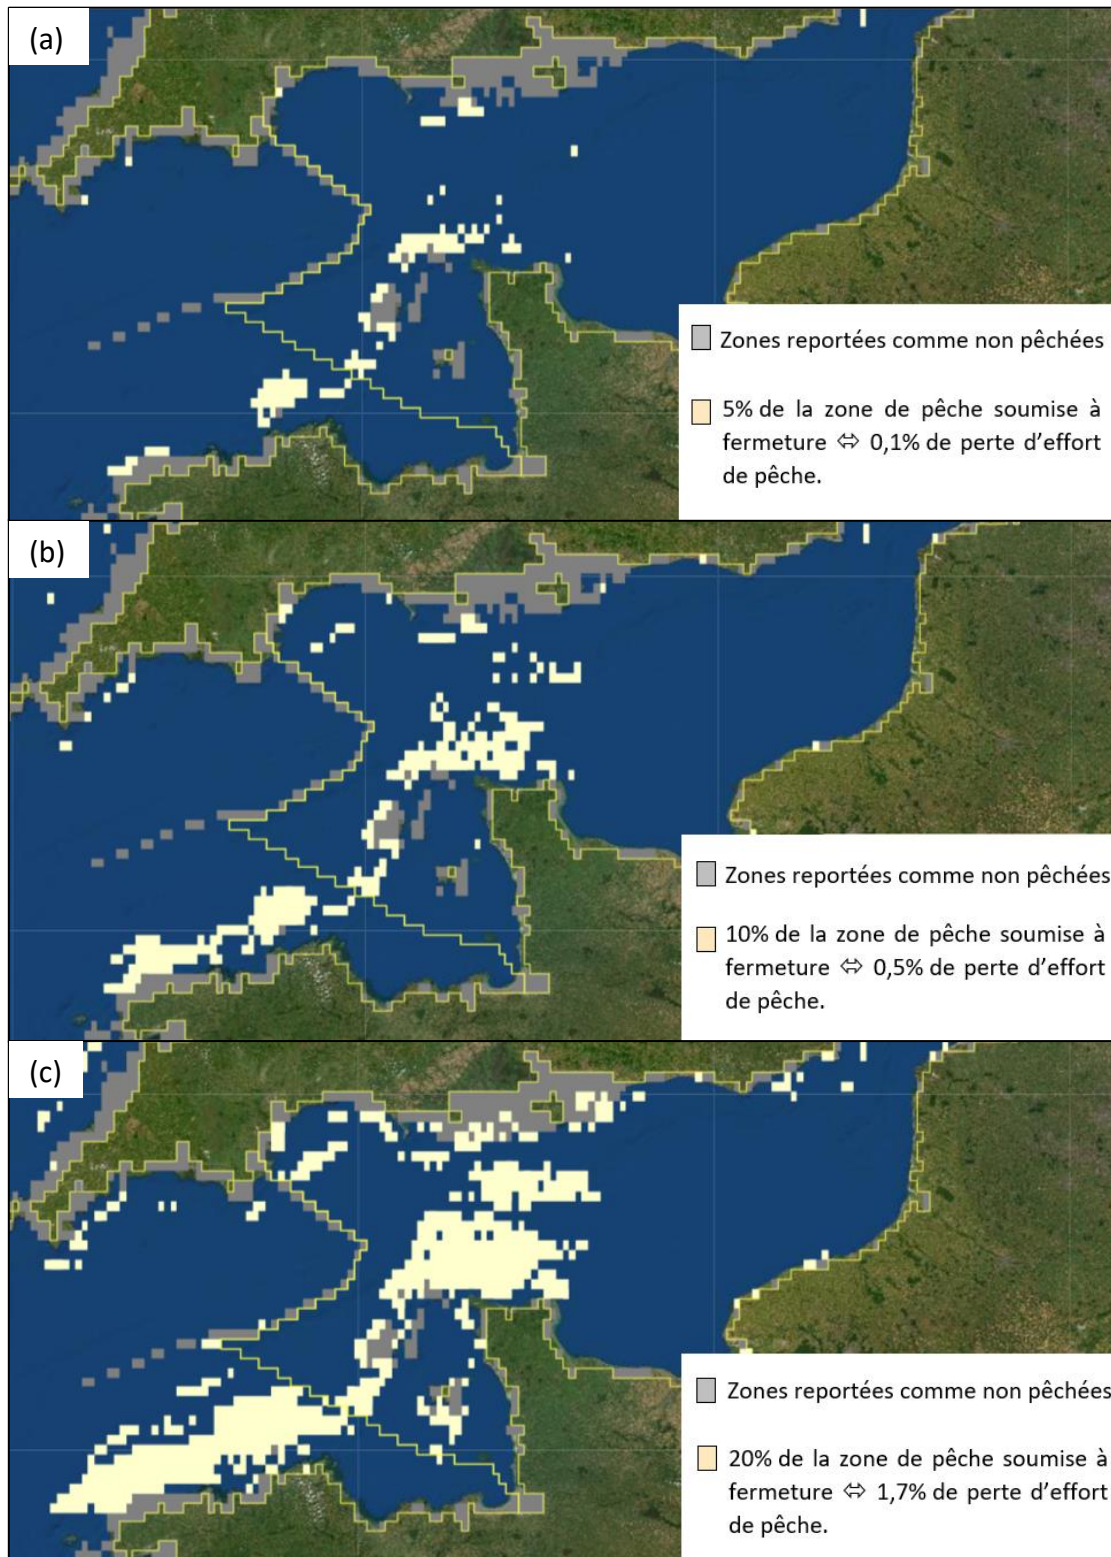 (a)
Zones reportées comme non pêchées
5% de la zone de pêche soumise à
fermeture ⇔ 0,1% de perte d'effort
de pêche.
(b)
Zones reportées comme non pêchées
10% de la zone de pêche soumise à
fermeture ⇔ 0,5% de perte d'effort
de pêche.
(c)
Zones reportées comme non pêchées
20% de la zone de pêche soumise à
fermeture ⇔ 1,7% de perte d'effort
de pêche.